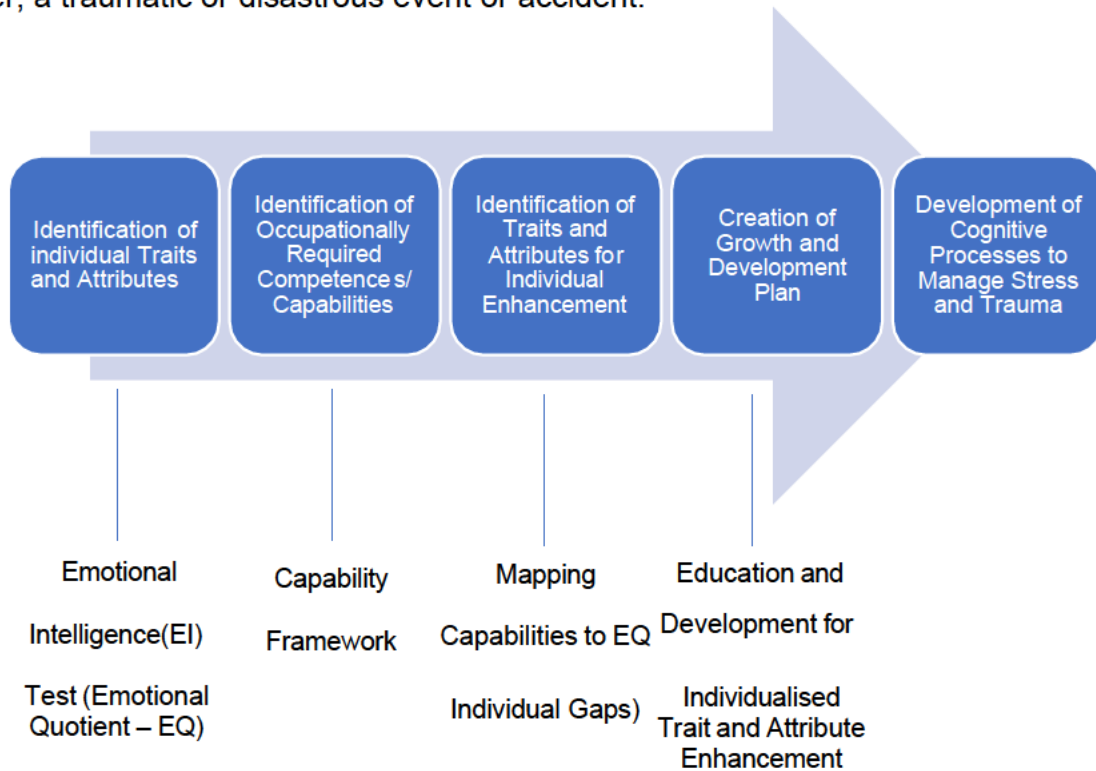 er, a traumatic or disastrous event or accident.
Identification of
individual Traits
and Attributes
Identification of
Occupationally
Required
Competences/
Capabilities
Identification of
Traits and
Attributes for
Individual
Enhancement
Creation of
Growth and
Development
Plan
Development of
Cognitive
Processes to
Manage Stress
and Trauma
Emotional
Intelligence(EI)
Test (Emotional
Quotient – EQ)
Capability
Framework
Mapping
Capabilities to EQ
Individual Gaps)
Education and
Development for
Individualised
Trait and Attribute
Enhancement